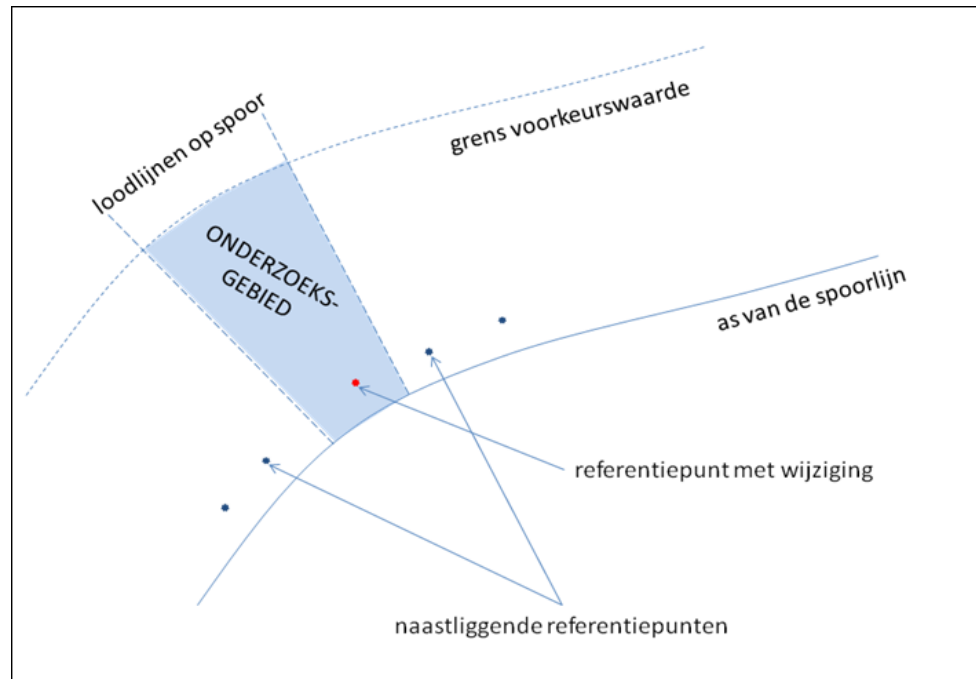 loodlijnen op spoor
grens voorkeurswaarde
ONDERZOEKS-
GEBIED
as van de spoorlijn
referentiepunt met wijziging
naastliggende referentiepunten